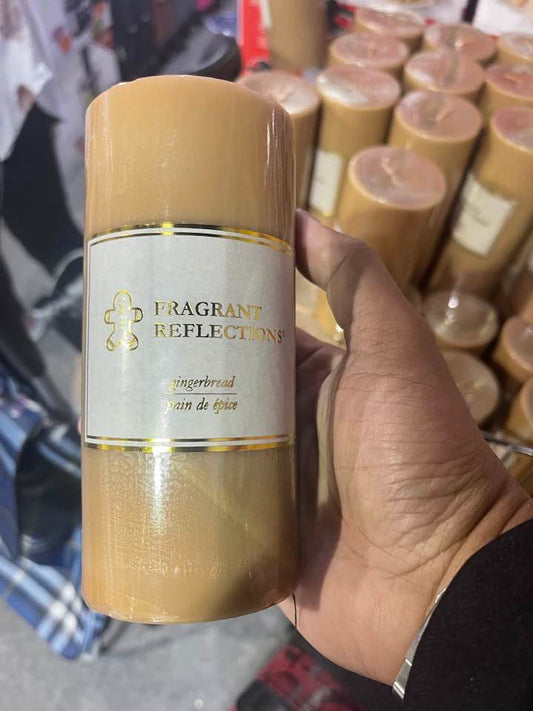 FRAGRANT
REFLECTIONS®
gingerbread
pain de épice